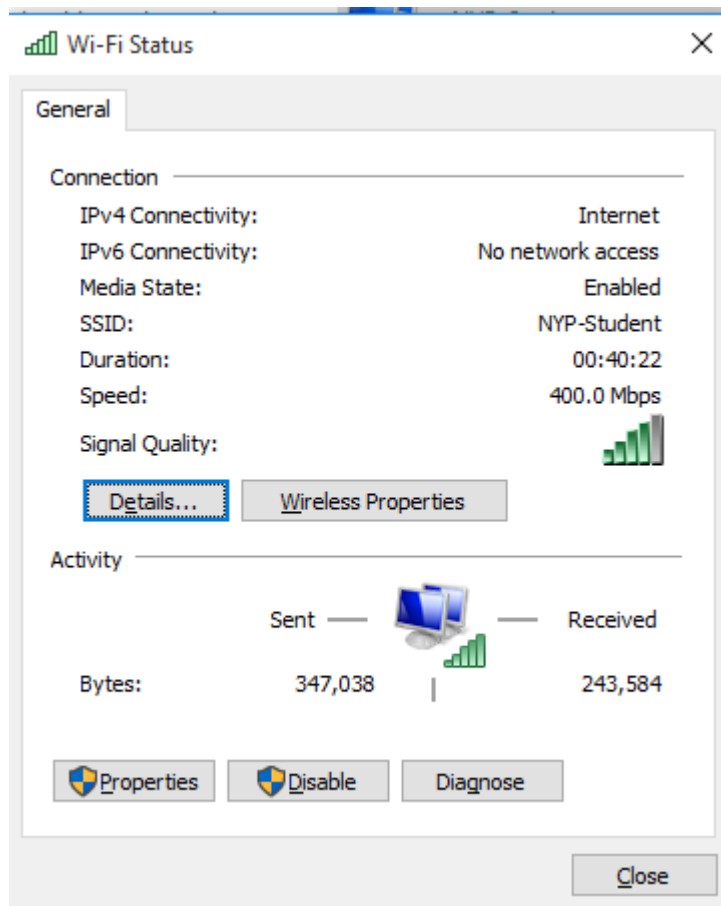 Wi-Fi Status
General
Connection
IPv4 Connectivity: Internet
IPv6 Connectivity: No network access
Media State: Enabled
SSID: NYP-Student
Duration: 00:40:22
Speed: 400.0 Mbps
Signal Quality:
Details... Wireless Properties
Activity
Sent Received
Bytes: 347,038 243,584
Properties Disable Diagnose
Close